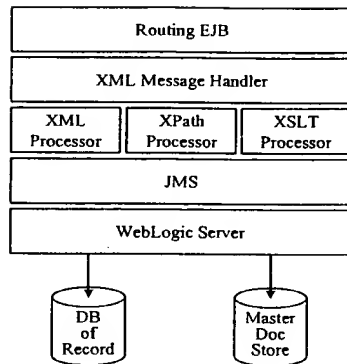 Routing EJB
XML Message Handler
XML
Processor
XPath
Processor
XSLT
Processor
JMS
WebLogic Server
DB
of
Record
Master
Doc
Store